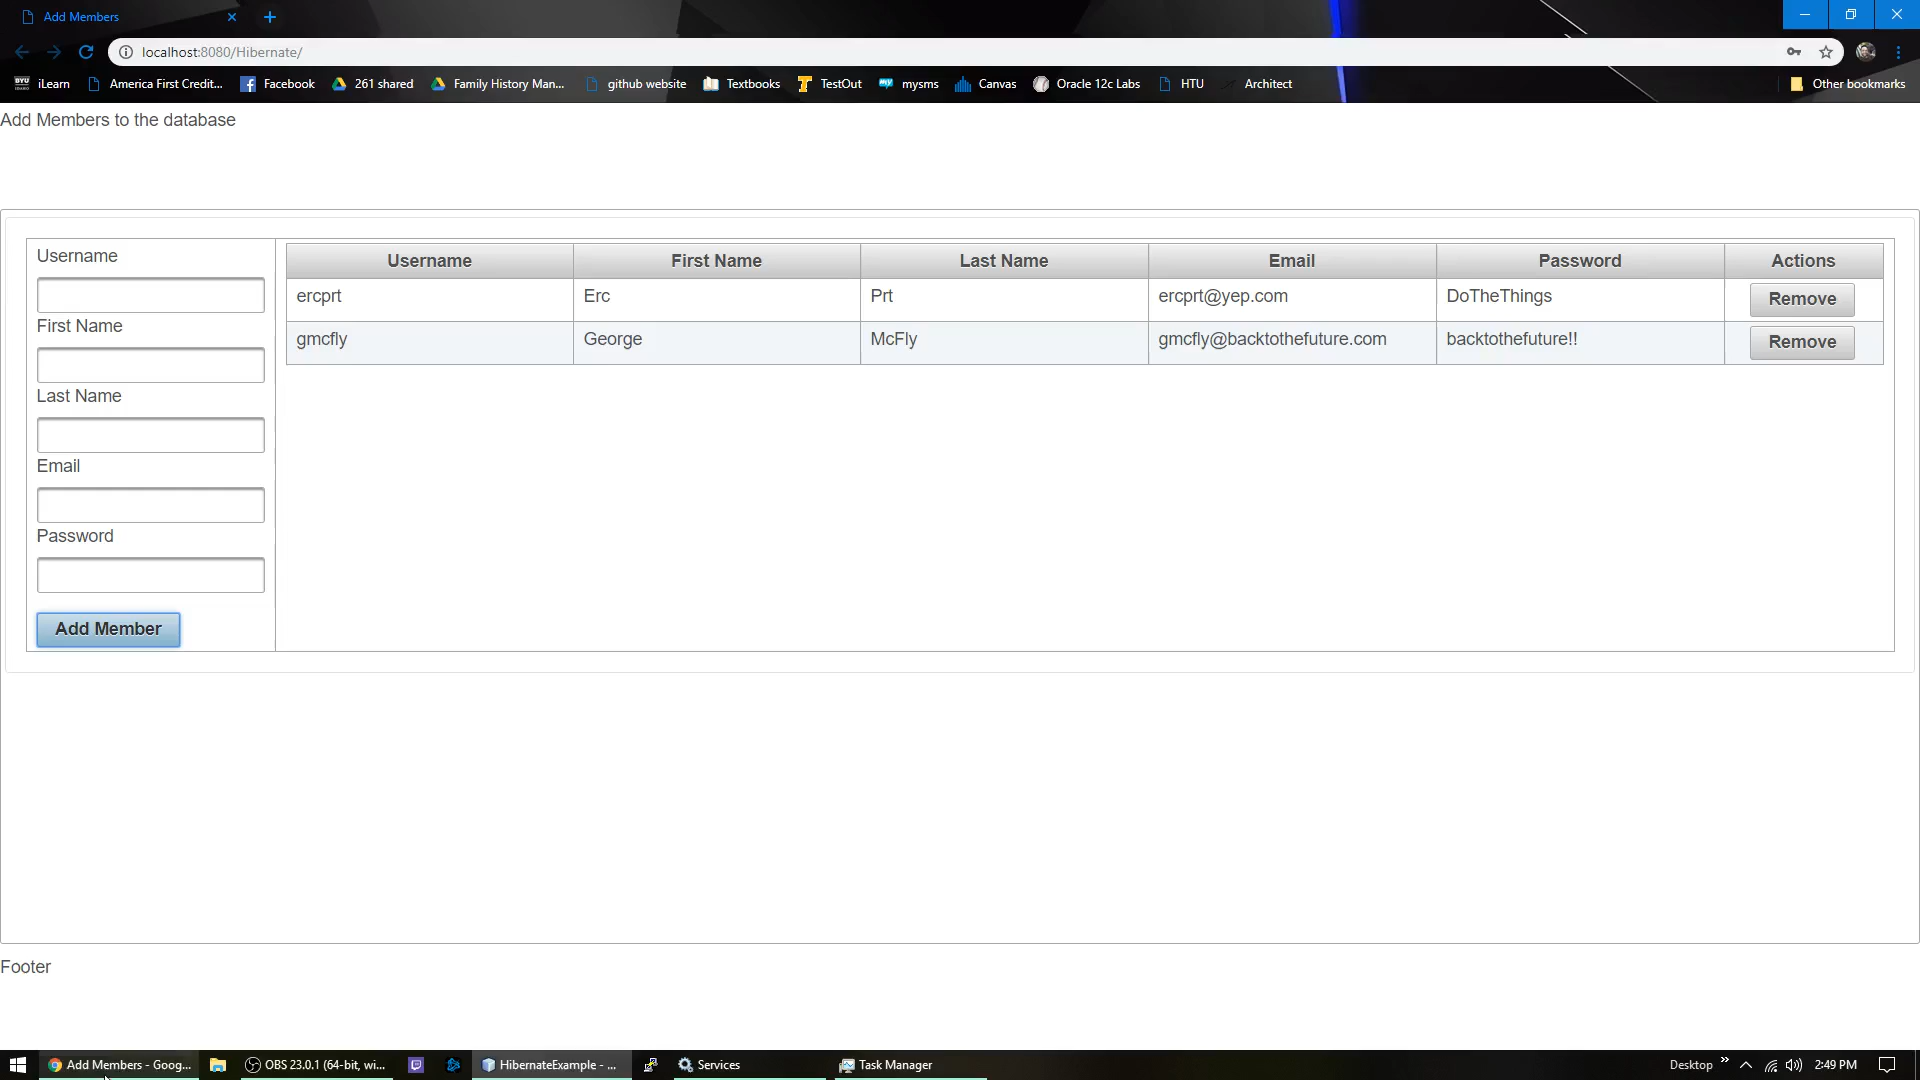 Add Members
localhost:8080/Hibernate/
BYU iLearn America First Credit... Facebook 261 shared Family History Man... github website Textbooks TestOut mysms Canvas Oracle 12c Labs HTU Architect Other bookmarks
Add Members to the database
Username
First Name
Last Name
Email
Password
Add Member
Username First Name Last Name Email Password Actions
ercprt Erc Prt ercprt@yep.com DoTheThings Remove
gmcfly George McFly gmcfly@backtothefuture.com backtothefuture!! Remove
Footer
Add Members - Goog... OBS 23.0.1 (64-bit, wi... HibernateExample - ... Services Task Manager Desktop 2:49 PM